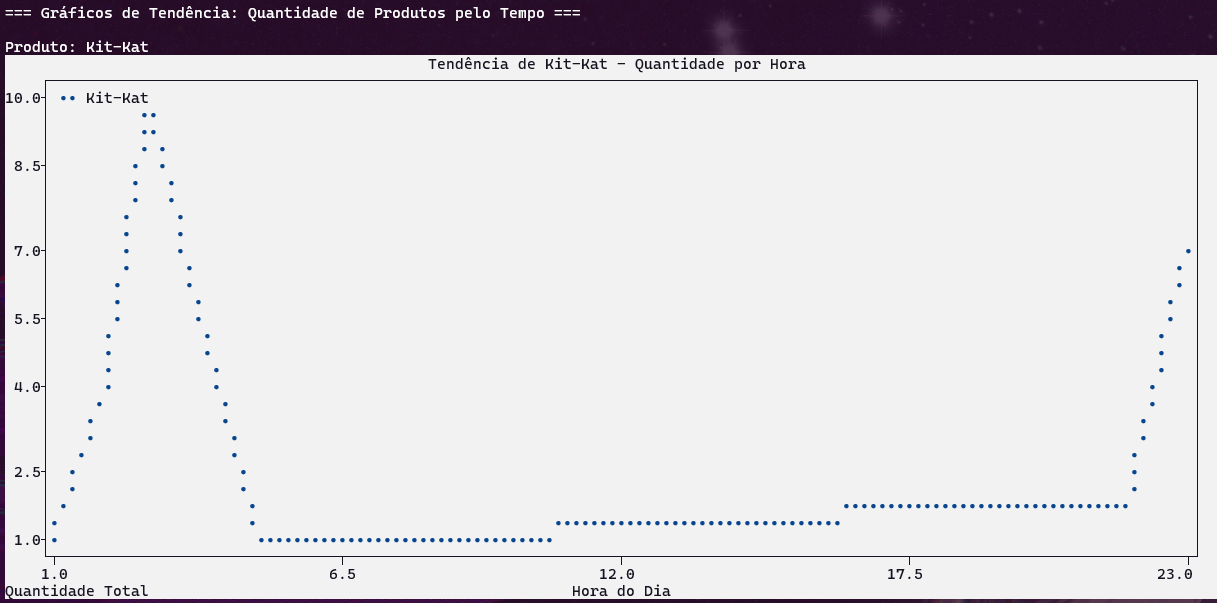 === Gráficos de Tendência: Quantidade de Produtos pelo Tempo ===
Produto: Kit-Kat
Tendência de Kit-Kat - Quantidade por Hora
10.0
Kit-Kat
8.5
7.0
5.5
4.0
2.5
1.0
1.0 6.5 12.0 17.5 23.0
Quantidade Total Hora do Dia